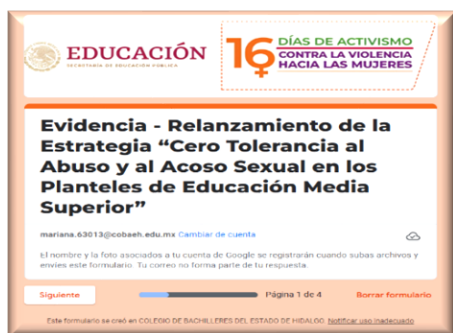 EDUCACIÓN
SECRETARÍA DE EDUCACIÓN PÚBLICA
16
DÍAS DE ACTIVISMO
CONTRA LA VIOLENCIA
HACIA LAS MUJERES
Evidencia - Relanzamiento de la
Estrategia “Cero Tolerancia al
Abuso y al Acoso Sexual en los
Planteles de Educación Media
Superior”
mariana.63013@cobaeh.edu.mx Cambiar de cuenta
El nombre y la foto asociados a tu cuenta de Google se registrarán cuando subas archivos y
envíes este formulario. Tu correo no forma parte de tu respuesta.
Siguiente
Página 1 de 4
Borrar formulario
Este formulario se creó en COLEGIO DE BACHILLERES DEL ESTADO DE HIDALGO. Notificar uso inadecuado